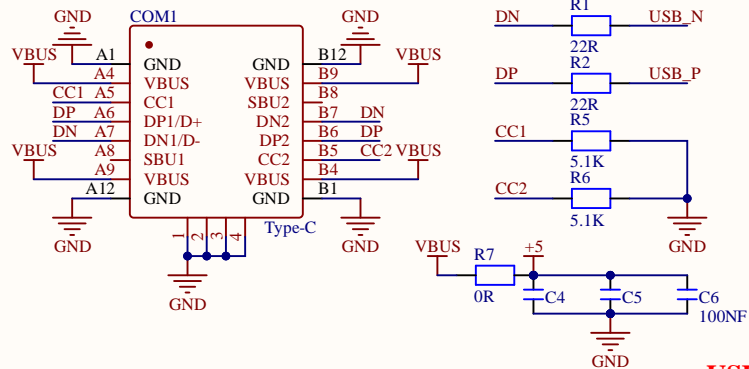 COM1
GND
GND
VBUS
VBUS
A1
GND
GND
B12
A4
VBUS
VBUS
B9
CC1
A5
CC1
SBU2
B8
DP
A6
DP1/D+
DN2
B7
DN
DN
A7
DN1/D-
DP2
B6
DP
VBUS
A8
SBU1
CC2
B5
CC2
VBUS
A9
VBUS
VBUS
B4
A12
GND
GND
B1
1
2
3
4
Type-C
GND
GND
GND
R1
DN
USB_N
22R
R2
DP
USB_P
22R
R5
CC1
5.1K
R6
CC2
5.1K
GND
VBUS
R7
+5
0R
C4
C5
C6
100NF
GND